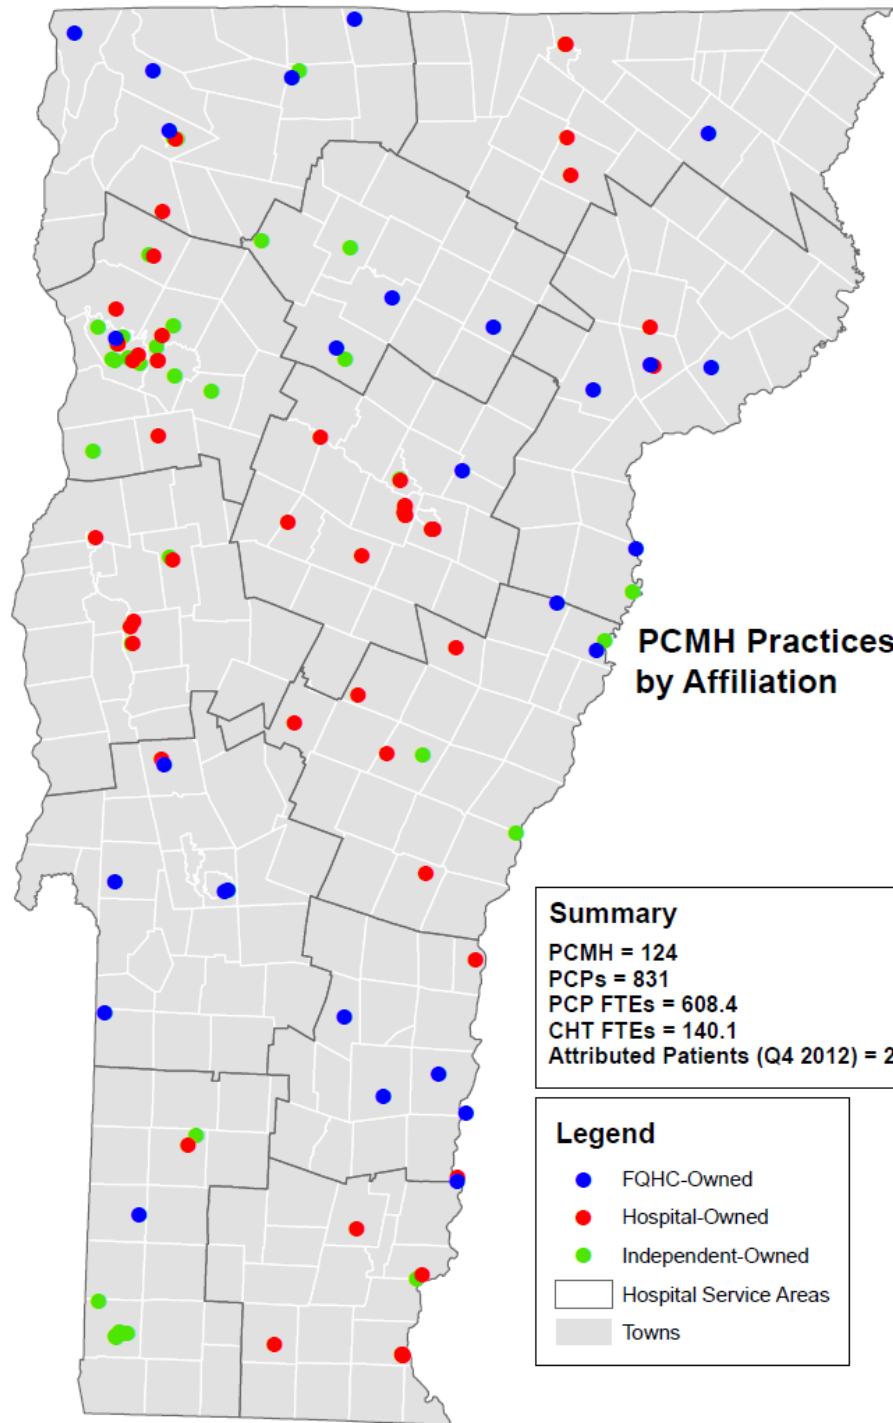 PCMH Practices
by Affiliation
Summary
PCMH = 124
PCPs = 831
PCP FTEs = 608.4
CHT FTEs = 140.1
Attributed Patients (Q4 2012) = 2
Legend
FQHC-Owned
Hospital-Owned
Independent-Owned
Hospital Service Areas
Towns